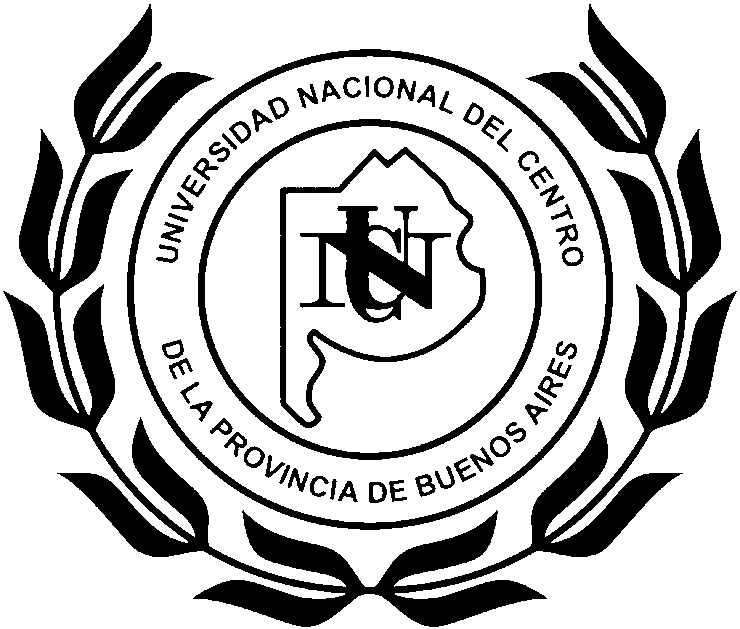 UNIVERSIDAD NACIONAL DEL CENTRO
UNC
DE LA PROVINCIA DE BUENOS AIRES